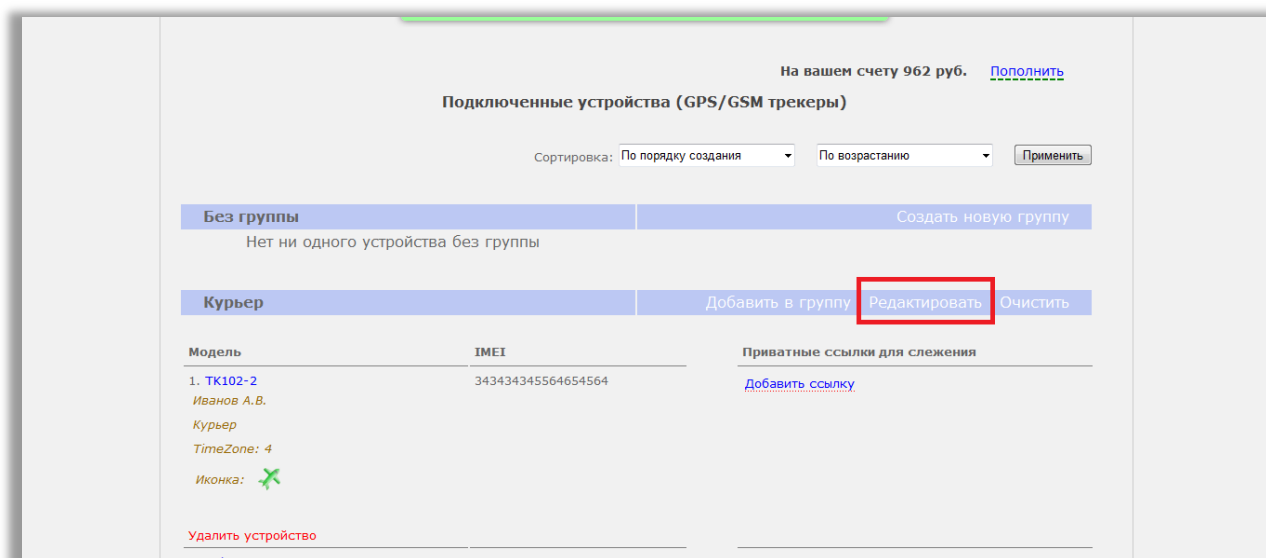 На вашем счету 962 руб. Пополнить
Подключенные устройства (GPS/GSM трекеры)
Сортировка: По порядку создания По возрастанию Применить
Без группы Создать новую группу
Нет ни одного устройства без группы
Курьер Добавить в группу Редактировать Очистить
Модель IMEI Приватные ссылки для слежения
1. TK102-2 343434345564654564 Добавить ссылку
Иванов А.В.
Курьер
TimeZone: 4
Иконка:
Удалить устройство